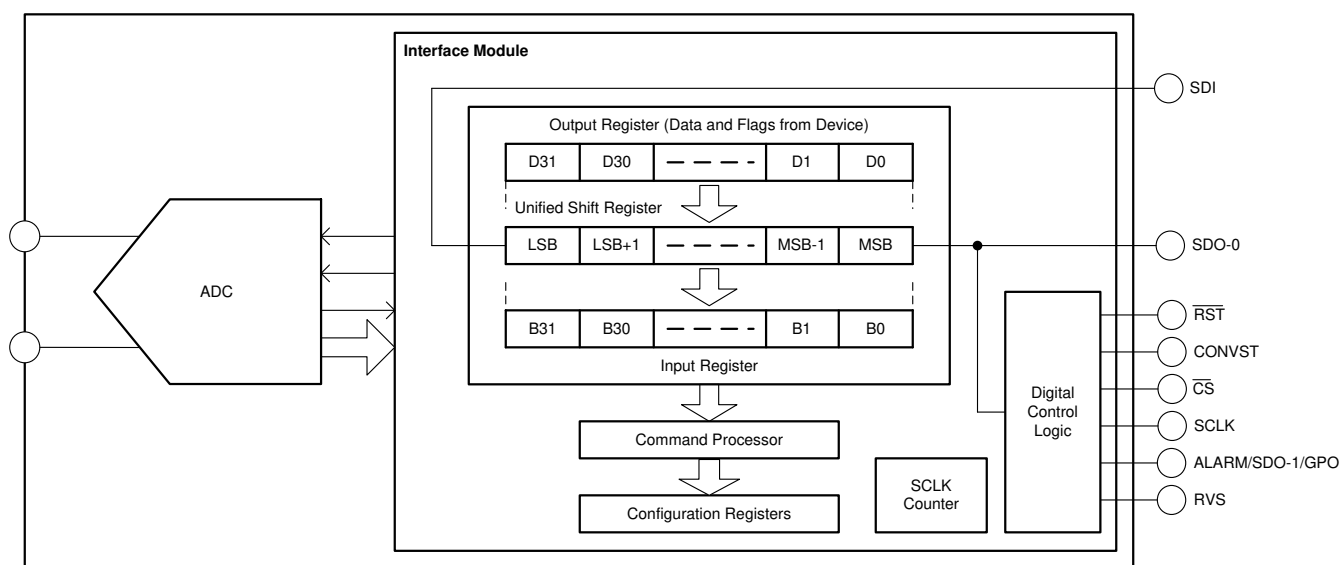 Interface Module
SDI
Output Register (Data and Flags from Device)
D31 D30 D1 D0
Unified Shift Register
LSB LSB+1 MSB-1 MSB
SDO-0
ADC
B31 B30 B1 B0
Input Register
RST
CONVST
CS
SCLK
ALARM/SDO-1/GPO
RVS
Digital
Control
Logic
Command Processor
SCLK
Counter
Configuration Registers